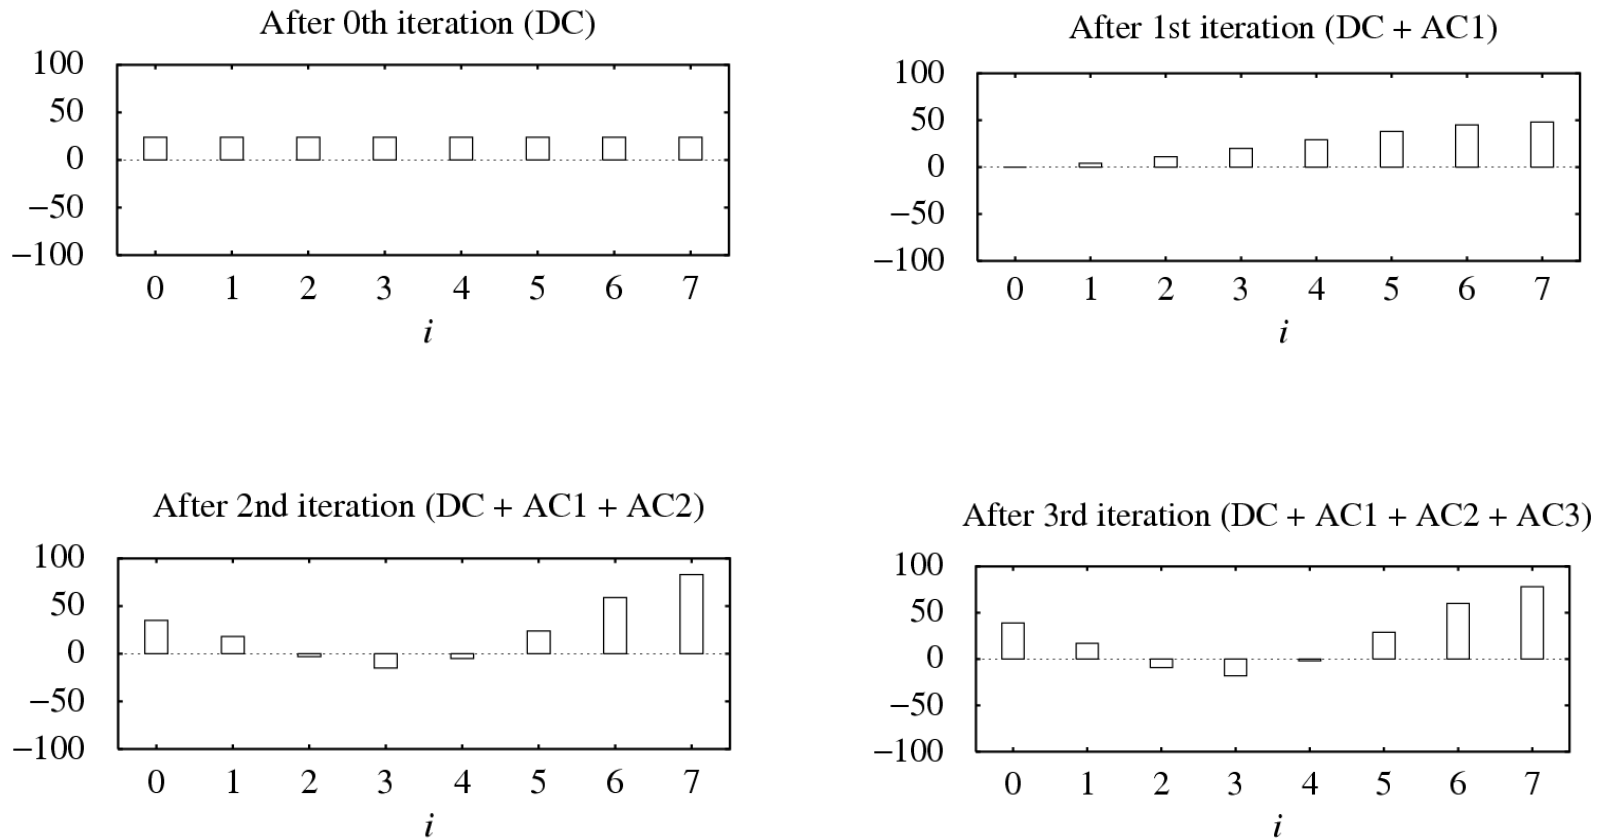 After 0th iteration (DC)
100
50
0
−50
−100
0 1 2 3 4 5 6 7
i
After 1st iteration (DC + AC1)
100
50
0
−50
−100
0 1 2 3 4 5 6 7
i
After 2nd iteration (DC + AC1 + AC2)
100
50
0
−50
−100
0 1 2 3 4 5 6 7
i
After 3rd iteration (DC + AC1 + AC2 + AC3)
100
50
0
−50
−100
0 1 2 3 4 5 6 7
i